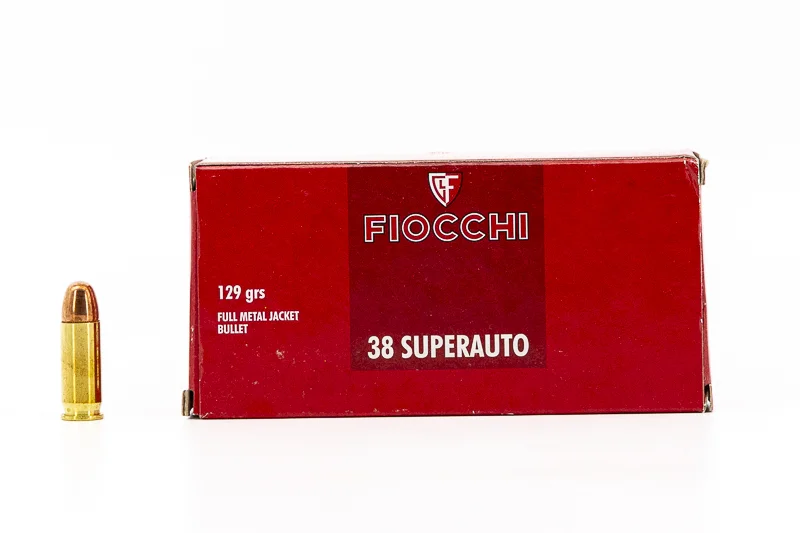 FIOCCHI
129 grs
FULL METAL JACKET
BULLET
38 SUPERAUTO